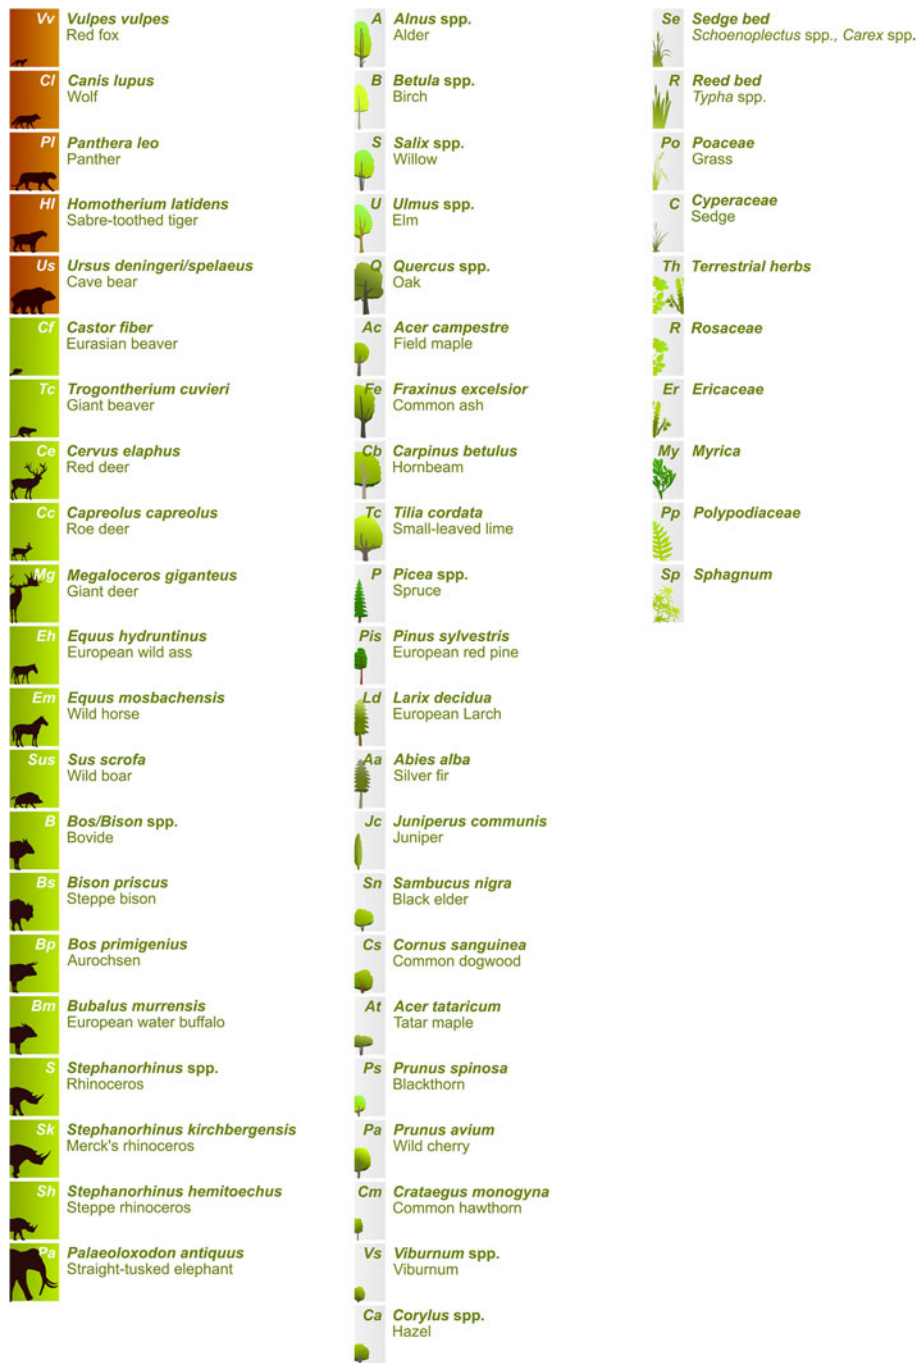 Vv Vulpes vulpes
Red fox
Cl Canis lupus
Wolf
Pl Panthera leo
Panther
Hl Homotherium latidens
Sabre-toothed tiger
Us Ursus deningeri/spelaeus
Cave bear
Cf Castor fiber
Eurasian beaver
Tc Trogontherium cuvieri
Giant beaver
Ce Cervus elaphus
Red deer
Cc Capreolus capreolus
Roe deer
Mg Megaloceros giganteus
Giant deer
Eh Equus hydruntinus
European wild ass
Em Equus mosbachensis
Wild horse
Sus Sus scrofa
Wild boar
B Bos/Bison spp.
Bovide
Bs Bison priscus
Steppe bison
Bp Bos primigenius
Aurochsen
Bm Bubalus murrensis
European water buffalo
S Stephanorhinus spp.
Rhinoceros
Sk Stephanorhinus kirchbergensis
Merck's rhinoceros
Sh Stephanorhinus hemitoechus
Steppe rhinoceros
Pa Palaeoloxodon antiquus
Straight-tusked elephant
A Alnus spp.
Alder
B Betula spp.
Birch
S Salix spp.
Willow
U Ulmus spp.
Elm
Q Quercus spp.
Oak
Ac Acer campestre
Field maple
Fe Fraxinus excelsior
Common ash
Cb Carpinus betulus
Hornbeam
Tc Tilia cordata
Small-leaved lime
P Picea spp.
Spruce
Pis Pinus sylvestris
European red pine
Ld Larix decidua
European Larch
Aa Abies alba
Silver fir
Jc Juniperus communis
Juniper
Sn Sambucus nigra
Black elder
Cs Cornus sanguinea
Common dogwood
At Acer tataricum
Tatar maple
Ps Prunus spinosa
Blackthorn
Pa Prunus avium
Wild cherry
Cm Crataegus monogyna
Common hawthorn
Vs Viburnum spp.
Viburnum
Ca Corylus spp.
Hazel
Se Sedge bed
Schoenoplectus spp., Carex spp.
R Reed bed
Typha spp.
Po Poaceae
Grass
C Cyperaceae
Sedge
Th Terrestrial herbs
R Rosaceae
Er Ericaceae
My Myrica
Pp Polypodiaceae
Sp Sphagnum